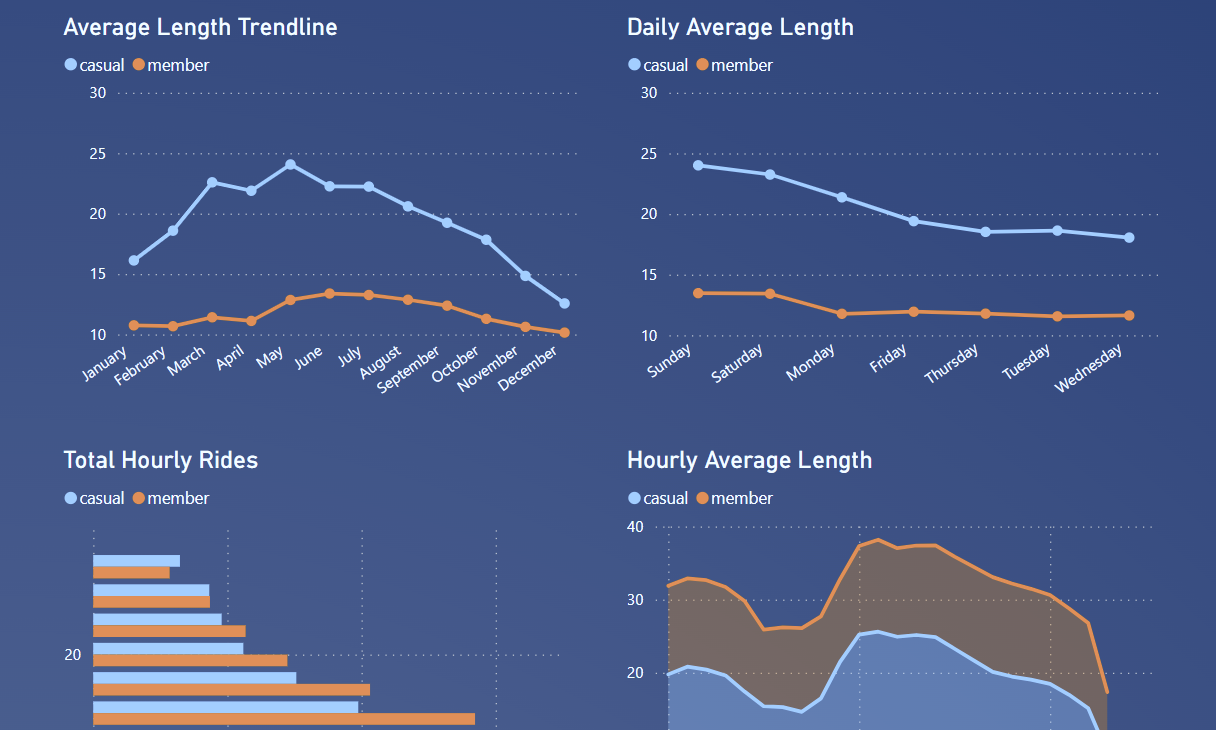 Average Length Trendline
casual member
30
25
20
15
10
January February March April May June July August September October November December
Daily Average Length
casual member
30
25
20
15
10
Sunday Saturday Monday Friday Thursday Tuesday Wednesday
Total Hourly Rides
casual member
20
Hourly Average Length
casual member
40
30
20